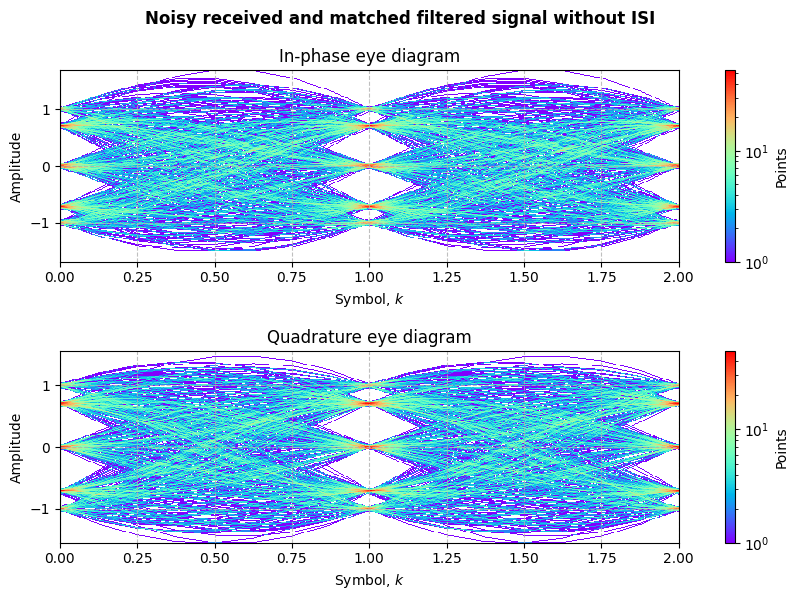 Noisy received and matched filtered signal without ISI
In-phase eye diagram
Amplitude
1
0
−1
0.00 0.25 0.50 0.75 1.00 1.25 1.50 1.75 2.00
Symbol, k
10¹
10⁰
Points
Quadrature eye diagram
Amplitude
1
0
−1
0.00 0.25 0.50 0.75 1.00 1.25 1.50 1.75 2.00
Symbol, k
10¹
10⁰
Points